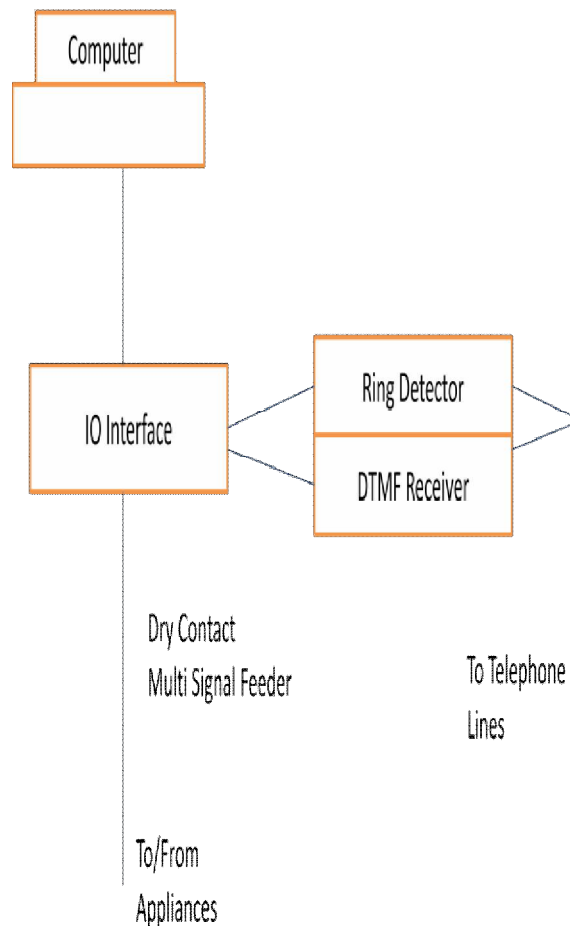 Computer
IO Interface
Ring Detector
DTMF Receiver
Dry Contact
Multi Signal Feeder
To Telephone
Lines
To/From
Appliances